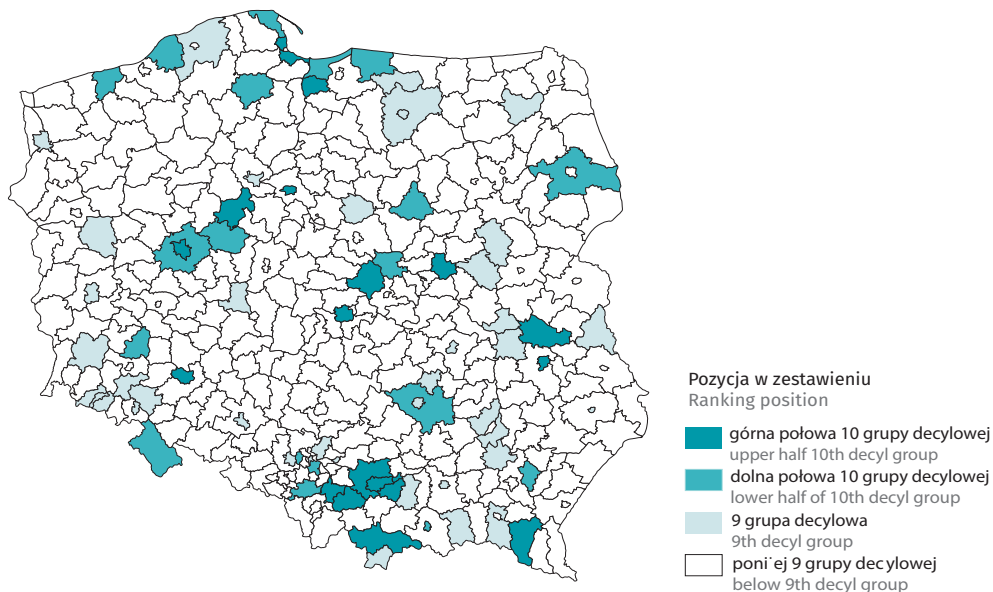 Pozycja w zestawieniu
Ranking position
górna połowa 10 grupy decylowej
upper half 10th decyl group
dolna połowa 10 grupy decylowej
lower half of 10th decyl group
9 grupa decylowa
9th decyl group
poni˙ej 9 grupy decylowej
below 9th decyl group